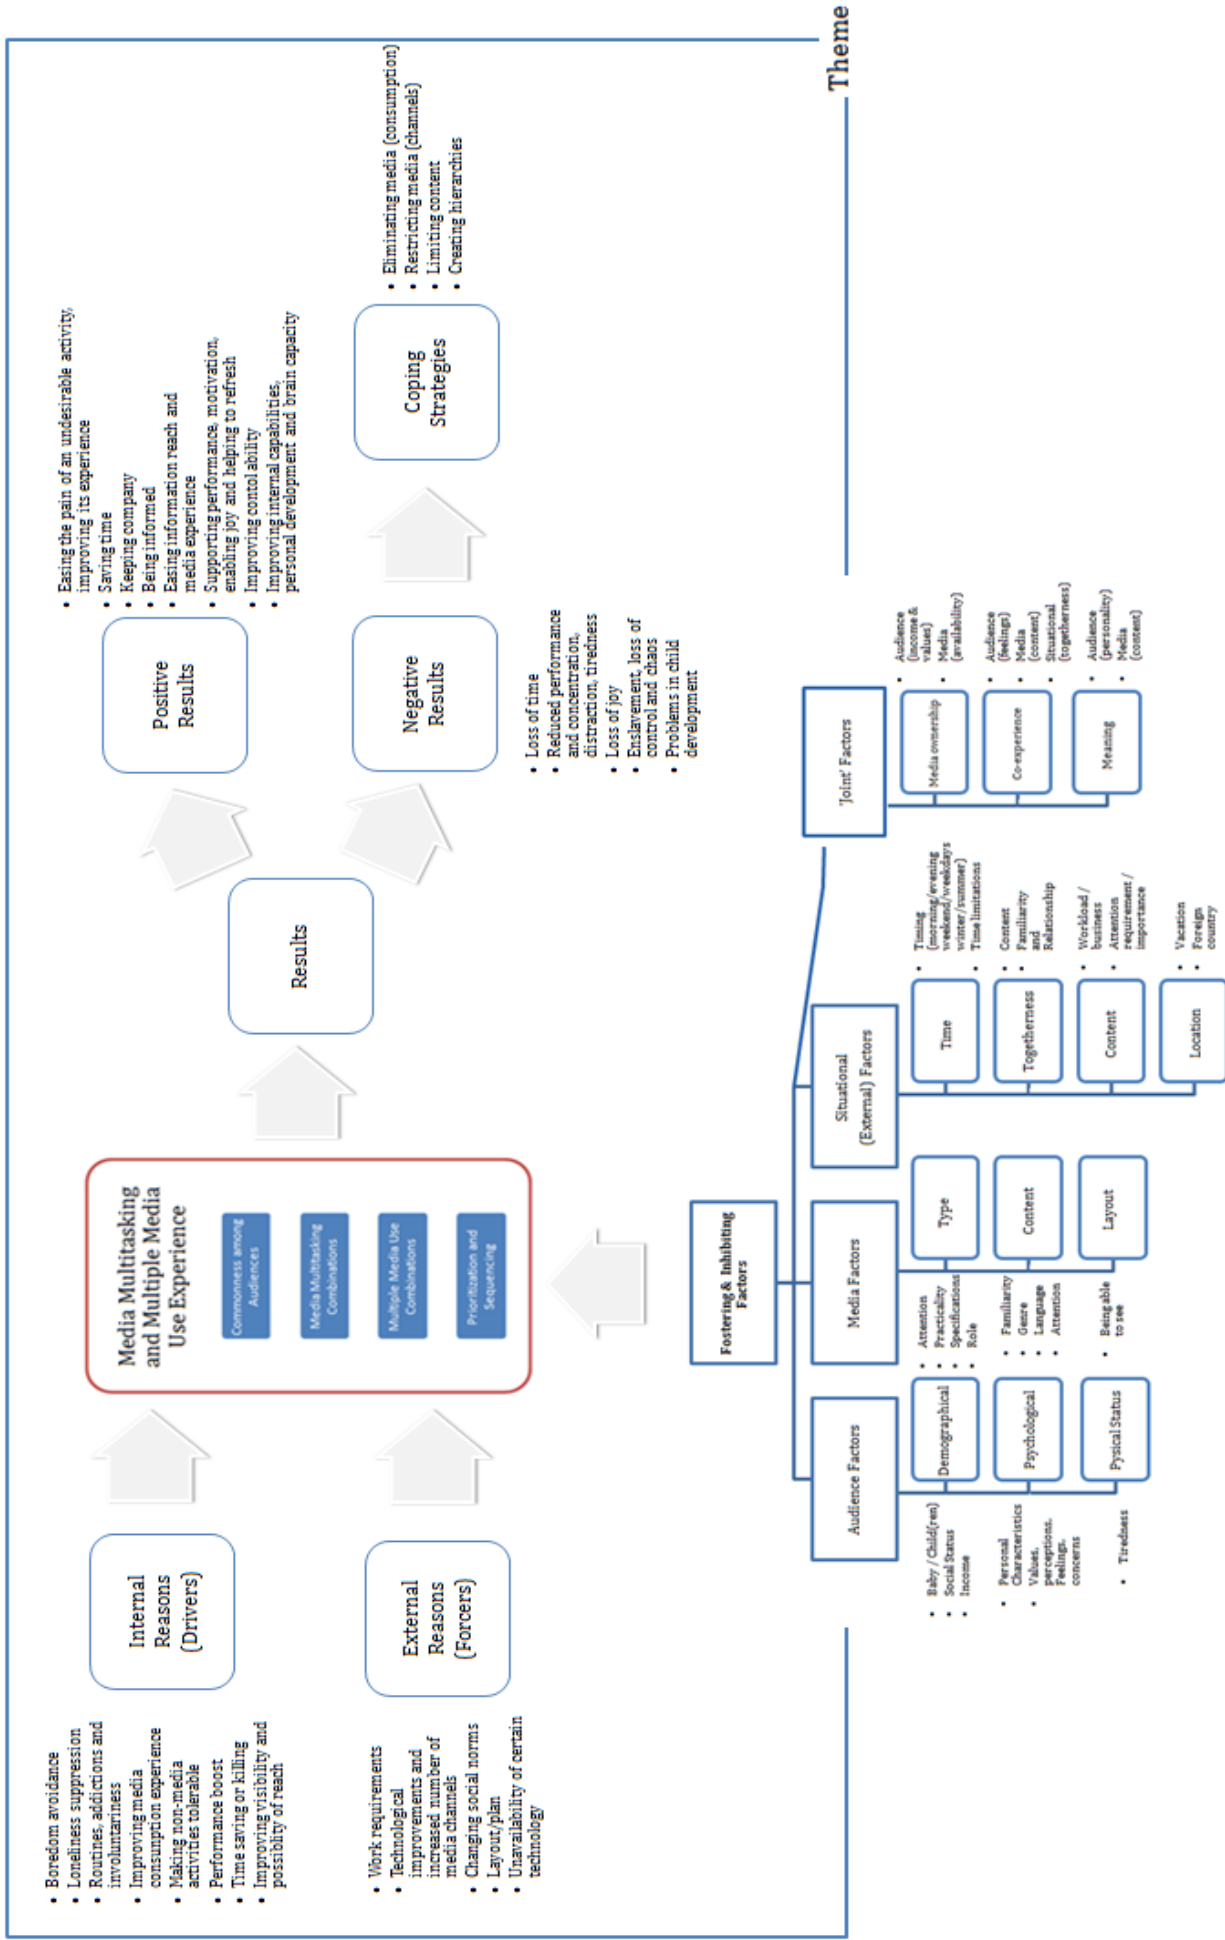 • Boredom avoidance
• Loneliness suppression
• Routines, addictions and
involuntariness
• Improving media
consumption experience
• Making non-media
activities tolerable
• Performance boost
• Time saving or killing
• Improving visibility and
possiblity of reach
Internal
Reasons
(Drivers)
• Work requirements
• Technological
improvements and
increased number of
media channels
• Changing social norms
• Layout/plan
• Unavailability of certain
technology
External
Reasons
(Forcers)
Media Multitasking
and Multiple Media
Use Experience
Commonness among
Audiences
Media Multitasking
Combinations
Multiple Media Use
Combinations
Prioritization and
Sequencing
Results
Positive
Results
• Easing the pain of an undesirable activity,
improving its experience
• Saving time
• Keeping company
• Being informed
• Easing information reach and
media experience
• Supporting performance, motivation,
enabling joy and helping to refresh
• Improving contol ability
• Improving internal capabilities,
personal development and brain capacity
Negative
Results
• Loss of time
• Reduced performance
and concentration,
distraction, tiredness
• Loss of joy
• Enslavement, loss of
control and chaos
• Problems in child
development
Coping
Strategies
• Eliminating media (consumption)
• Restricting media (channels)
• Limiting content
• Creating hierarchies
Theme
Fostering & Inhibiting
Factors
Audience Factors
• Baby / Child(ren)
• Social Status
• Income
Demographical
• Personal
Characteristics
• Values,
perceptions,
Feelings,
concerns
Psychological
• Tiredness
Pysical Status
Media Factors
• Attention
• Practicality
• Specifications
• Role
Type
• Familiarity
• Genre
• Language
• Attention
Content
• Being able
to see
Layout
Situational
(External) Factors
Time
• Timing
(morning/evening
weekend/weekdays
winter/summer)
• Time limitations
Togetherness
• Content
• Familiarity
and
Relationship
Content
• Workload /
business
• Attention
requirement /
importance
Location
• Vacation
• Foreign
country
'Joint' Factors
Media ownership
• Audience
(income &
values)
• Media
(availability)
Co-experience
• Audience
(feelings)
• Media
(content)
• Situational
(togetherness)
Meaning
• Audience
(personality)
• Media
(content)